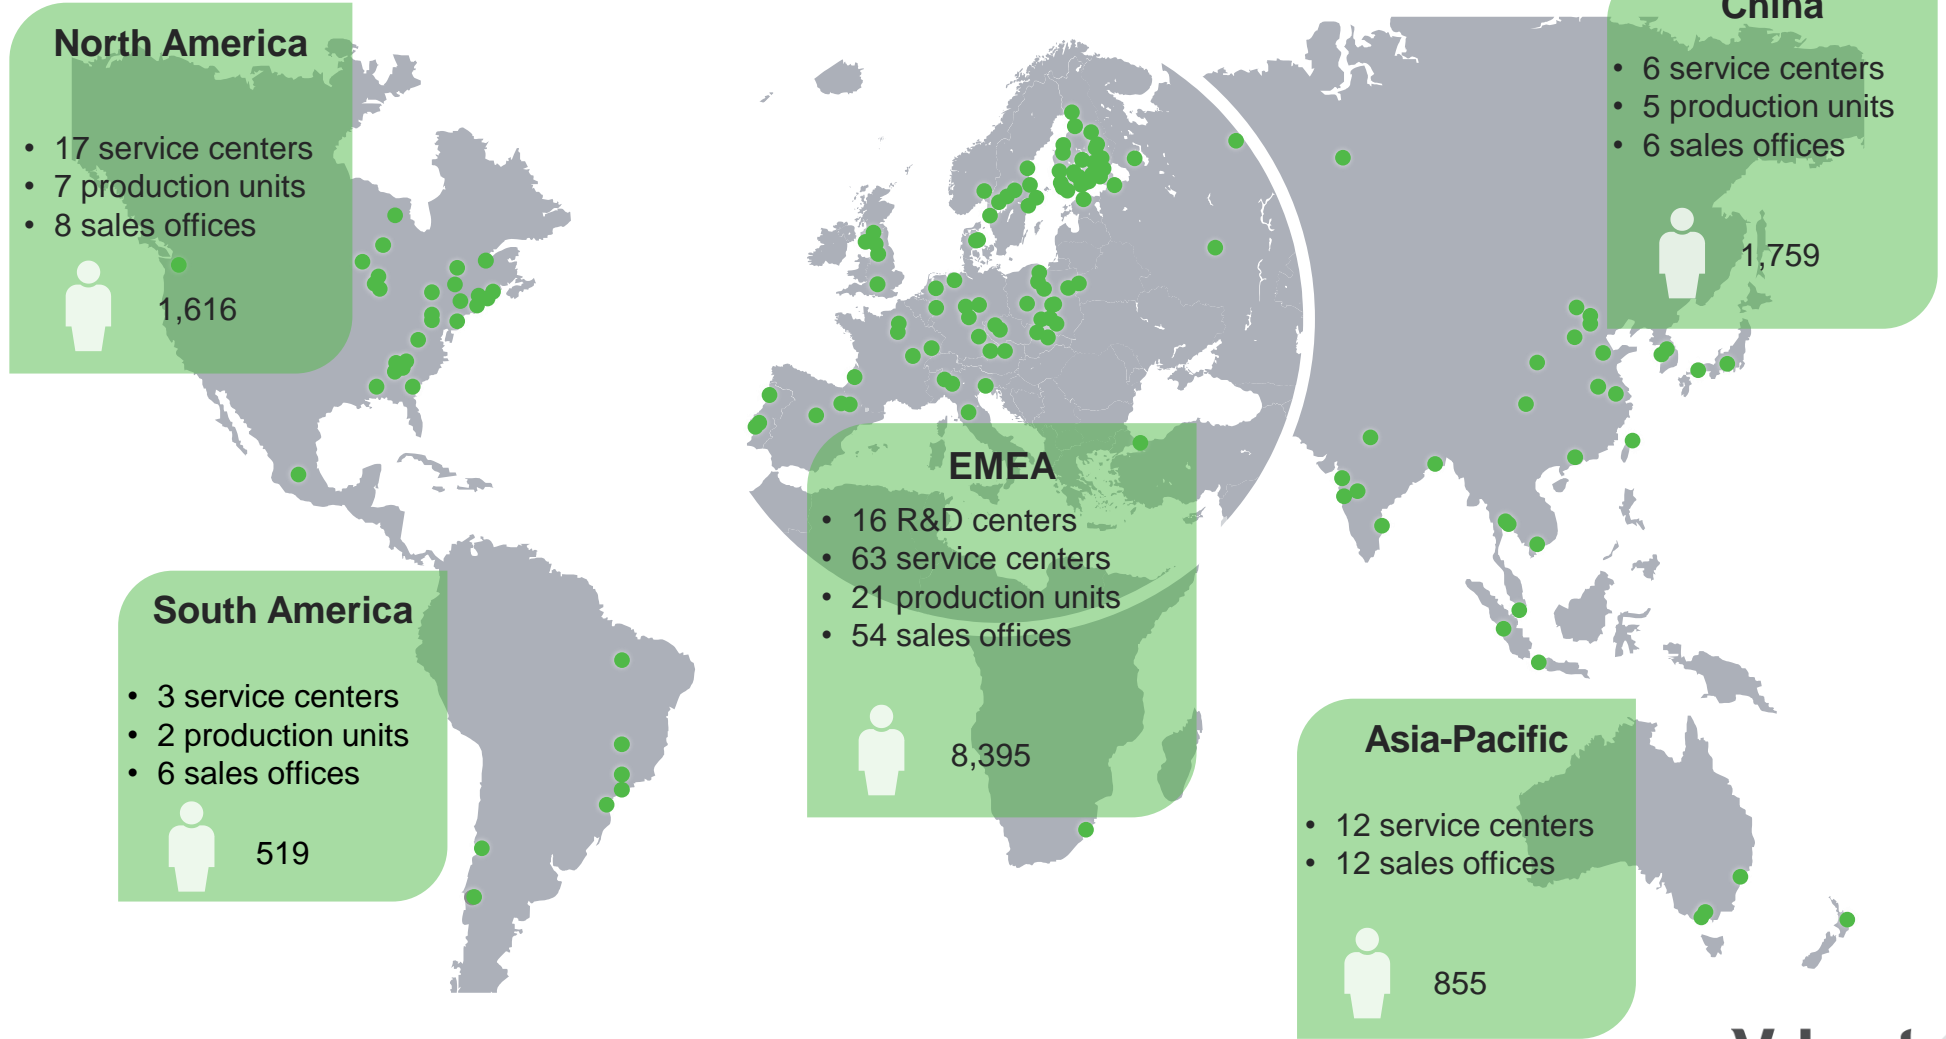 North America
• 17 service centers
• 7 production units
• 8 sales offices
1,616
China
• 6 service centers
• 5 production units
• 6 sales offices
1,759
EMEA
• 16 R&D centers
• 63 service centers
• 21 production units
• 54 sales offices
8,395
South America
• 3 service centers
• 2 production units
• 6 sales offices
519
Asia-Pacific
• 12 service centers
• 12 sales offices
855